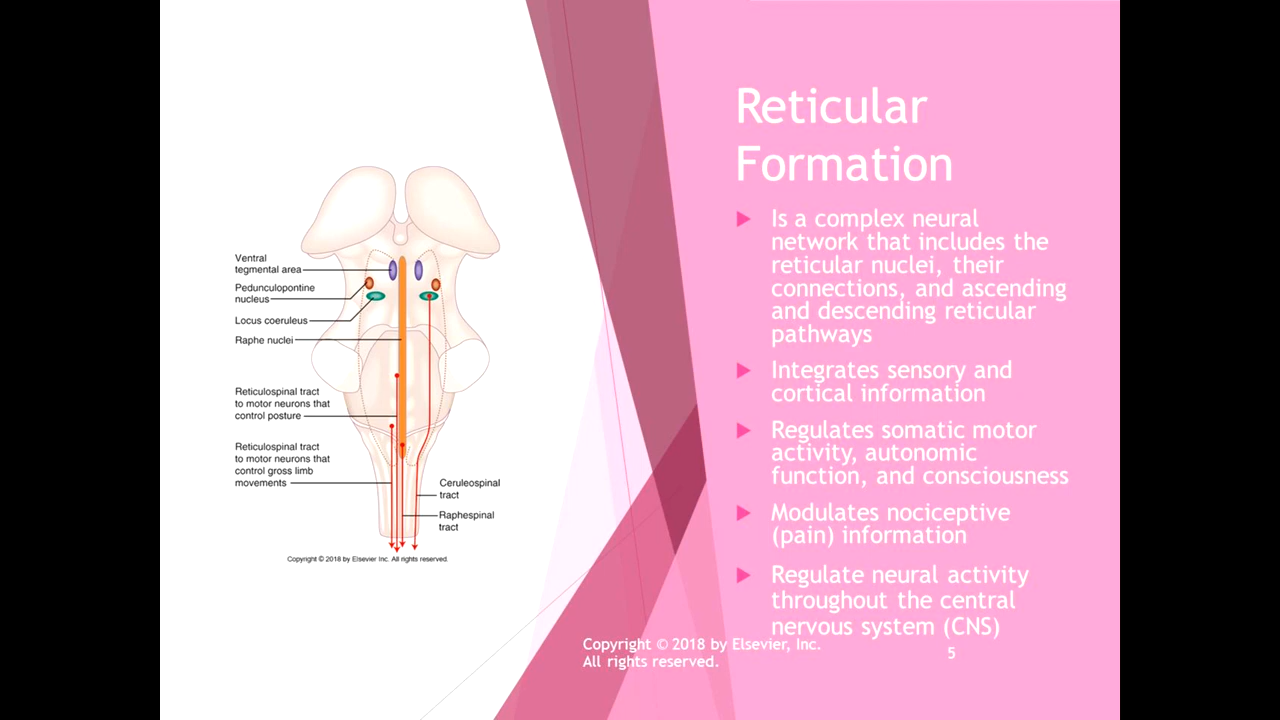 Reticular
Formation
Is a complex neural
network that includes the
reticular nuclei, their
connections, and ascending
and descending reticular
pathways
Integrates sensory and
cortical information
Regulates somatic motor
activity, autonomic
function, and consciousness
Modulates nociceptive
(pain) information
Regulate neural activity
throughout the central
nervous system (CNS)
Ventral
tegmental area
Pedunculopontine
nucleus
Locus coeruleus
Raphe nuclei
Reticulospinal tract
to motor neurons that
control posture
Reticulospinal tract
to motor neurons that
control gross limb
movements
Ceruleospinal
tract
Raphespinal
tract
Copyright © 2018 by Elsevier Inc. All rights reserved.
Copyright © 2018 by Elsevier, Inc.
All rights reserved.
5